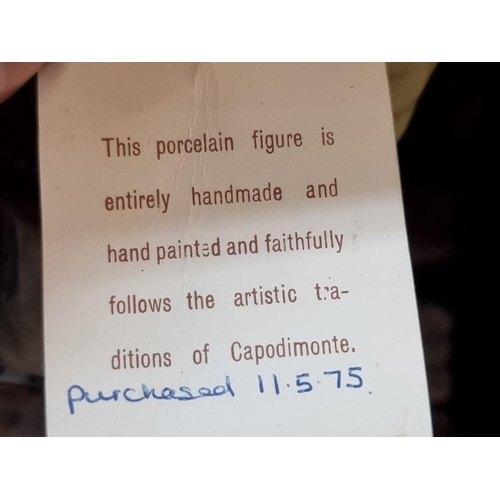 This porcelain figure is
entirely handmade and
hand painted and faithfully
follows the artistic tra-
ditions of Capodimonte.
purchased 11.5.75.